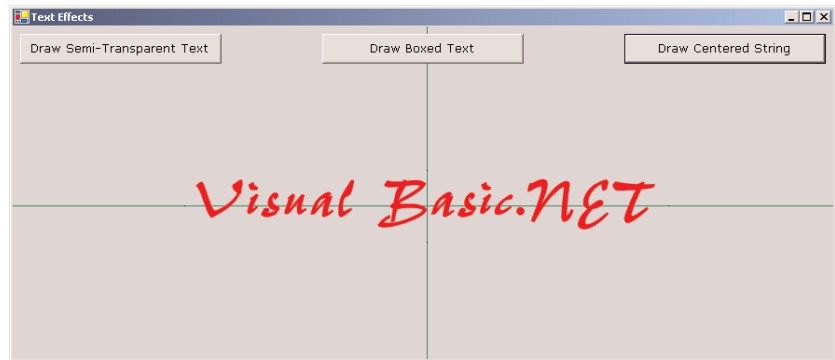 Text Effects
Draw Semi-Transparent Text Draw Boxed Text Draw Centered String
Visual Basic.NET